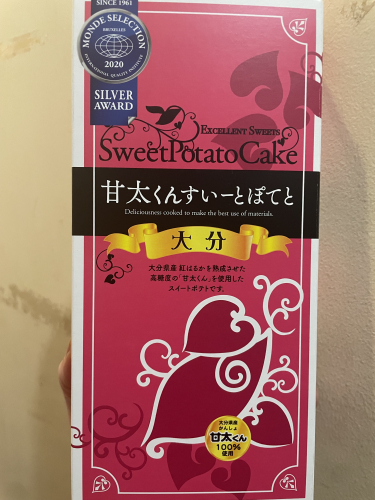 SINCE 1961
MONDE SELECTION
BRUXELLES
2020
INTERNATIONAL QUALITY INSTITUTE
SILVER
AWARD
EXCELLENT SWEETS
SweetPotatoCake
甘太くんすいーとぽてと
Deliciousness cooked to make the best use of materials.
大分
大分県産 紅はるかを熟成させた
高糖度の「甘太くん」を使用した
スイートポテトです。
大分県産
かんしょ
甘太くん
100%
使用